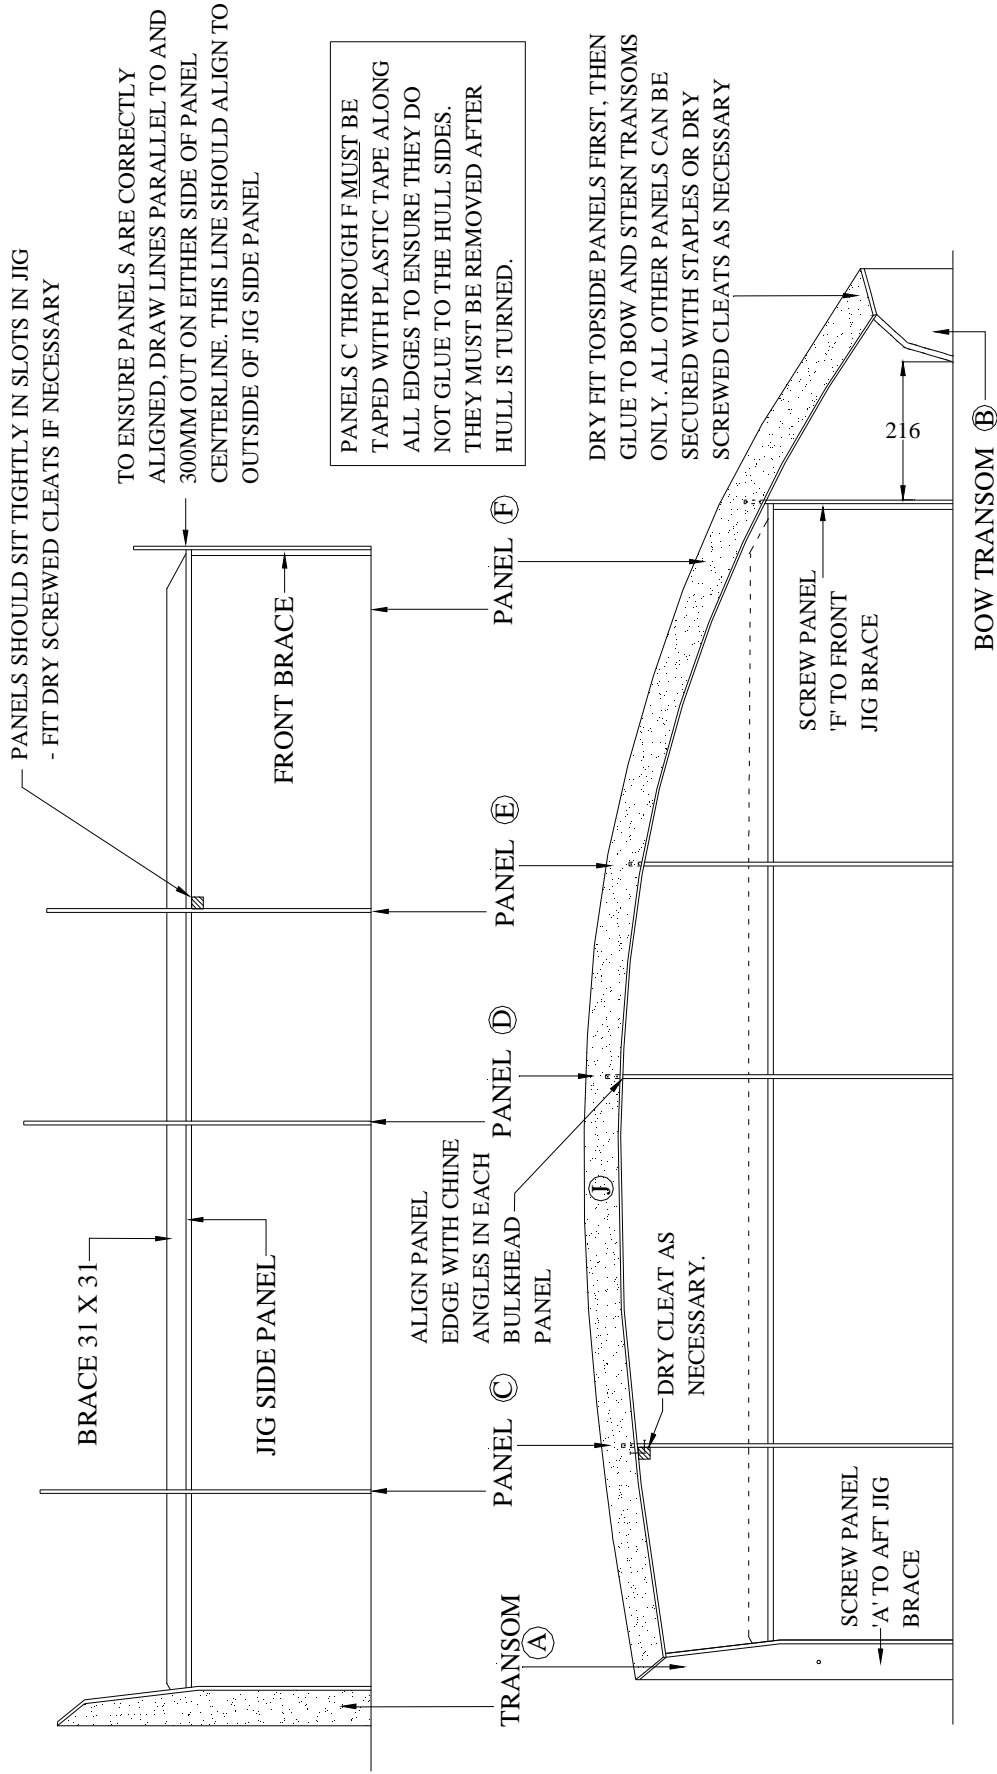 PANELS SHOULD SIT TIGHTLY IN SLOTS IN JIG
- FIT DRY SCREWED CLEATS IF NECESSARY
TO ENSURE PANELS ARE CORRECTLY
ALIGNED, DRAW LINES PARALLEL TO AND
300MM OUT ON EITHER SIDE OF PANEL
CENTERLINE. THIS LINE SHOULD ALIGN TO
OUTSIDE OF JIG SIDE PANEL
BRACE 31 X 31
JIG SIDE PANEL
FRONT BRACE
PANELS C THROUGH F MUST BE
TAPED WITH PLASTIC TAPE ALONG
ALL EDGES TO ENSURE THEY DO
NOT GLUE TO THE HULL SIDES.
THEY MUST BE REMOVED AFTER
HULL IS TURNED.
TRANSOM
A
PANEL C
PANEL D
PANEL E
PANEL F
ALIGN PANEL
EDGE WITH CHINE
ANGLES IN EACH
BULKHEAD
PANEL
DRY FIT TOPSIDE PANELS FIRST, THEN
GLUE TO BOW AND STERN TRANSOMS
ONLY. ALL OTHER PANELS CAN BE
SECURED WITH STAPLES OR DRY
SCREWED CLEATS AS NECESSARY
J
DRY CLEAT AS
NECESSARY.
SCREW PANEL
'A' TO AFT JIG
BRACE
SCREW PANEL
'F' TO FRONT
JIG BRACE
216
BOW TRANSOM B